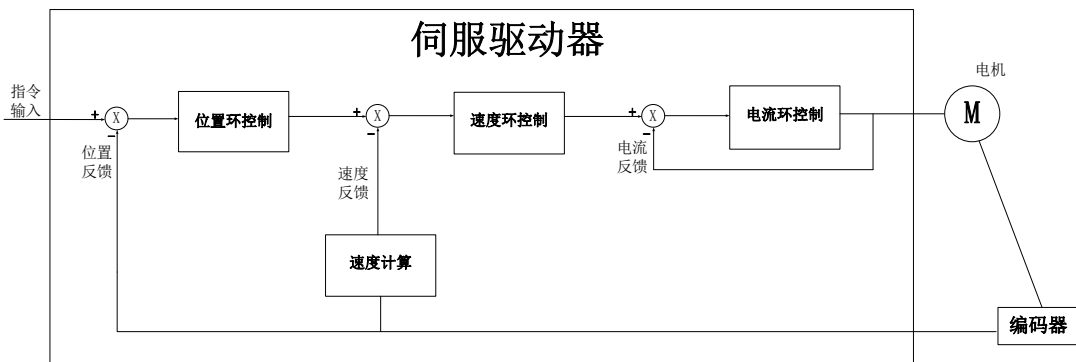 伺服驱动器
指令
输入
+
X
-
位置
反馈
位置环控制
+
X
-
速度
反馈
速度计算
速度环控制
+
X
-
电流
反馈
电流环控制
电机
M
编码器